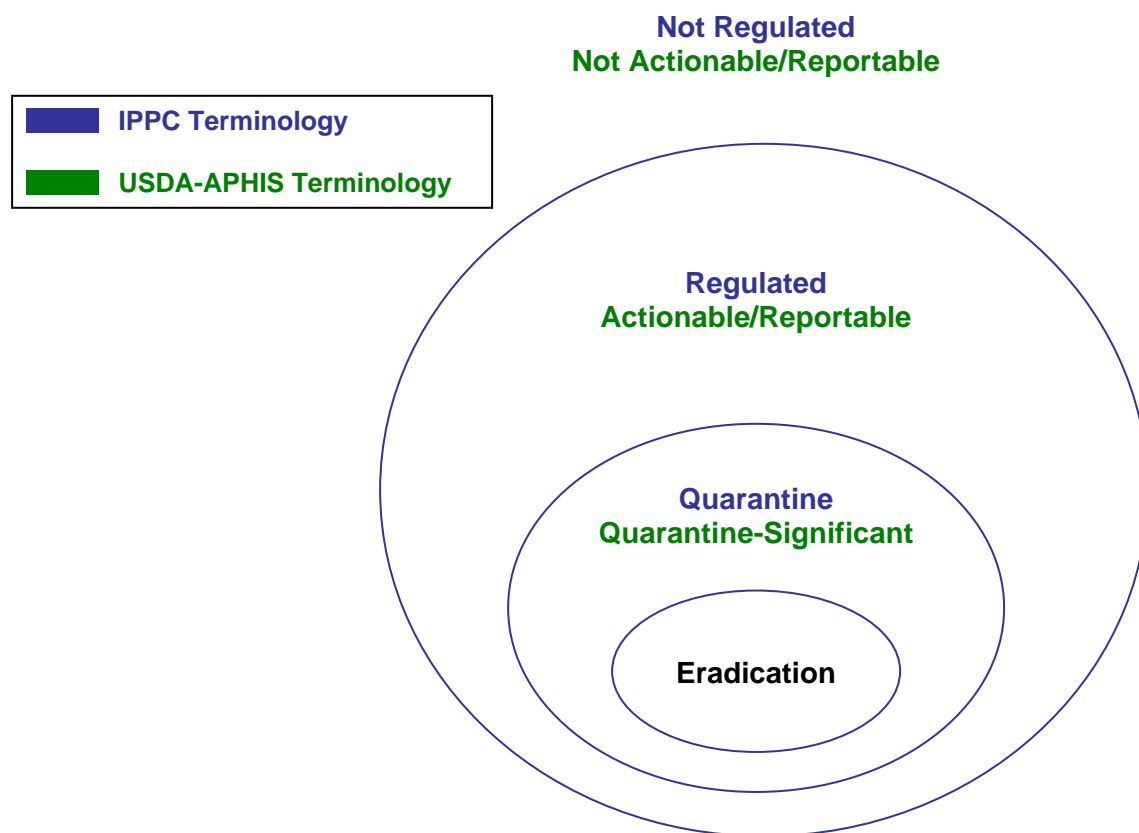 Not Regulated
Not Actionable/Reportable
IPPC Terminology
USDA-APHIS Terminology
Regulated
Actionable/Reportable
Quarantine
Quarantine-Significant
Eradication